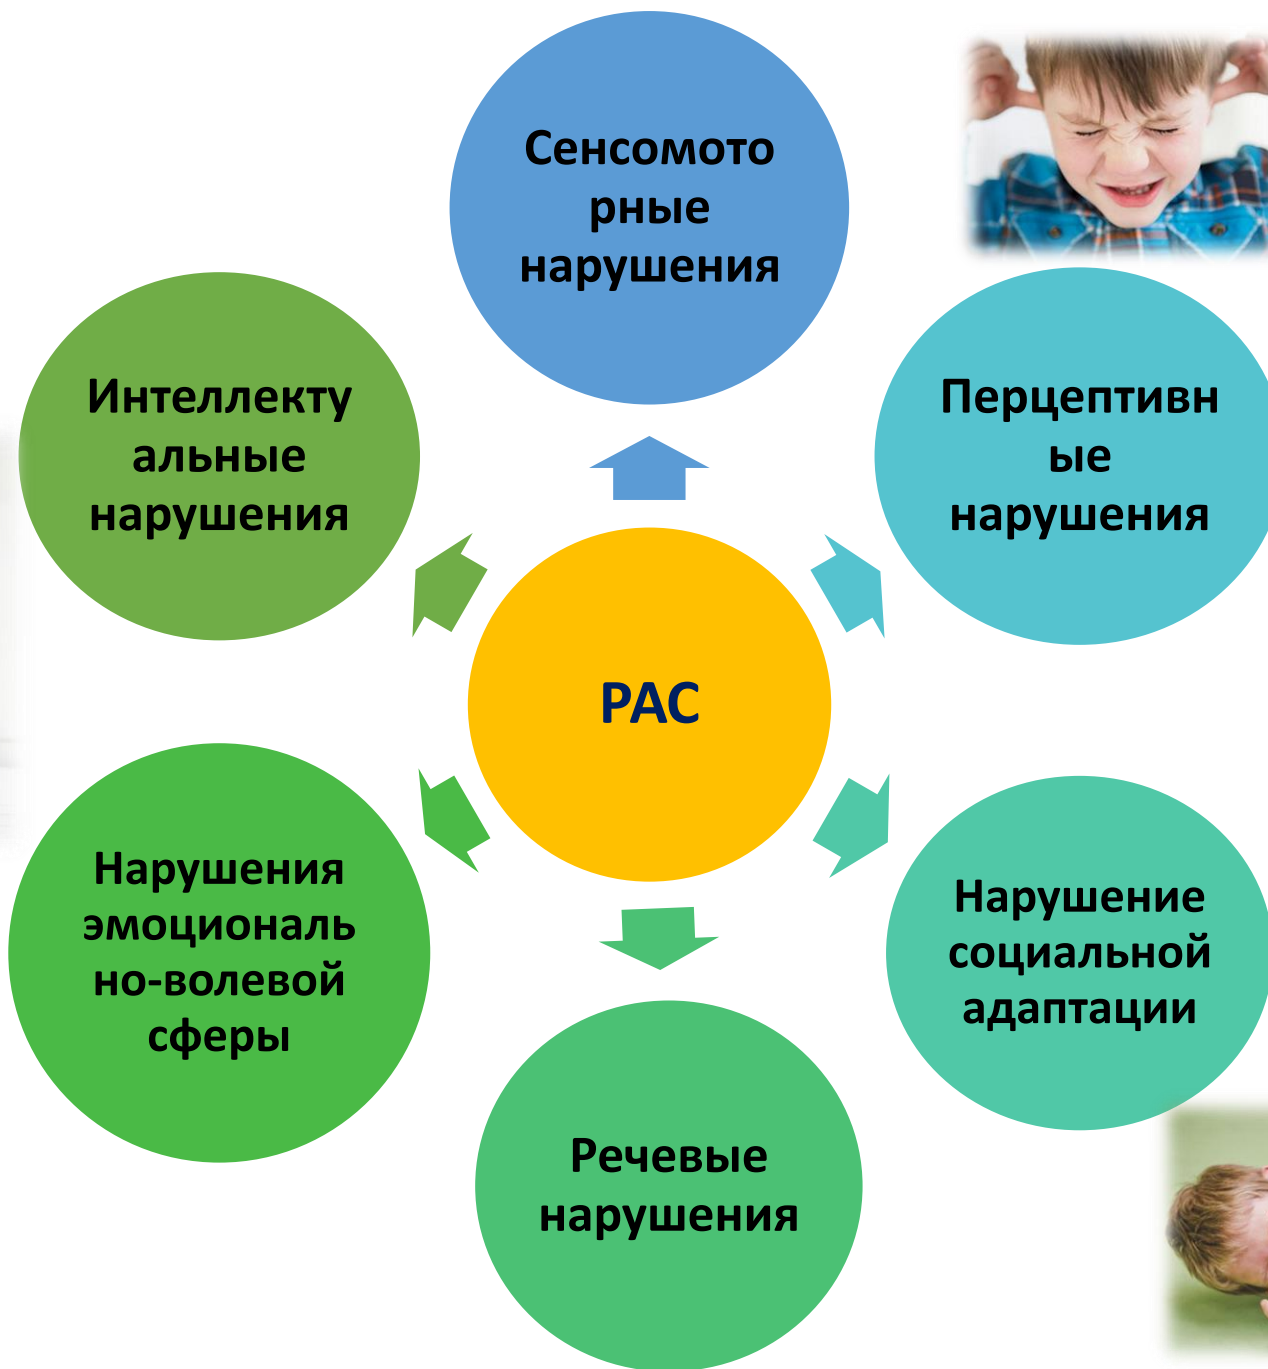 Сенсомото
рные
нарушения
Интеллекту
альные
нарушения
Перцептивн
ые
нарушения
РАС
Нарушения
эмоциональ
но-волевой
сферы
Нарушение
социальной
адаптации
Речевые
нарушения